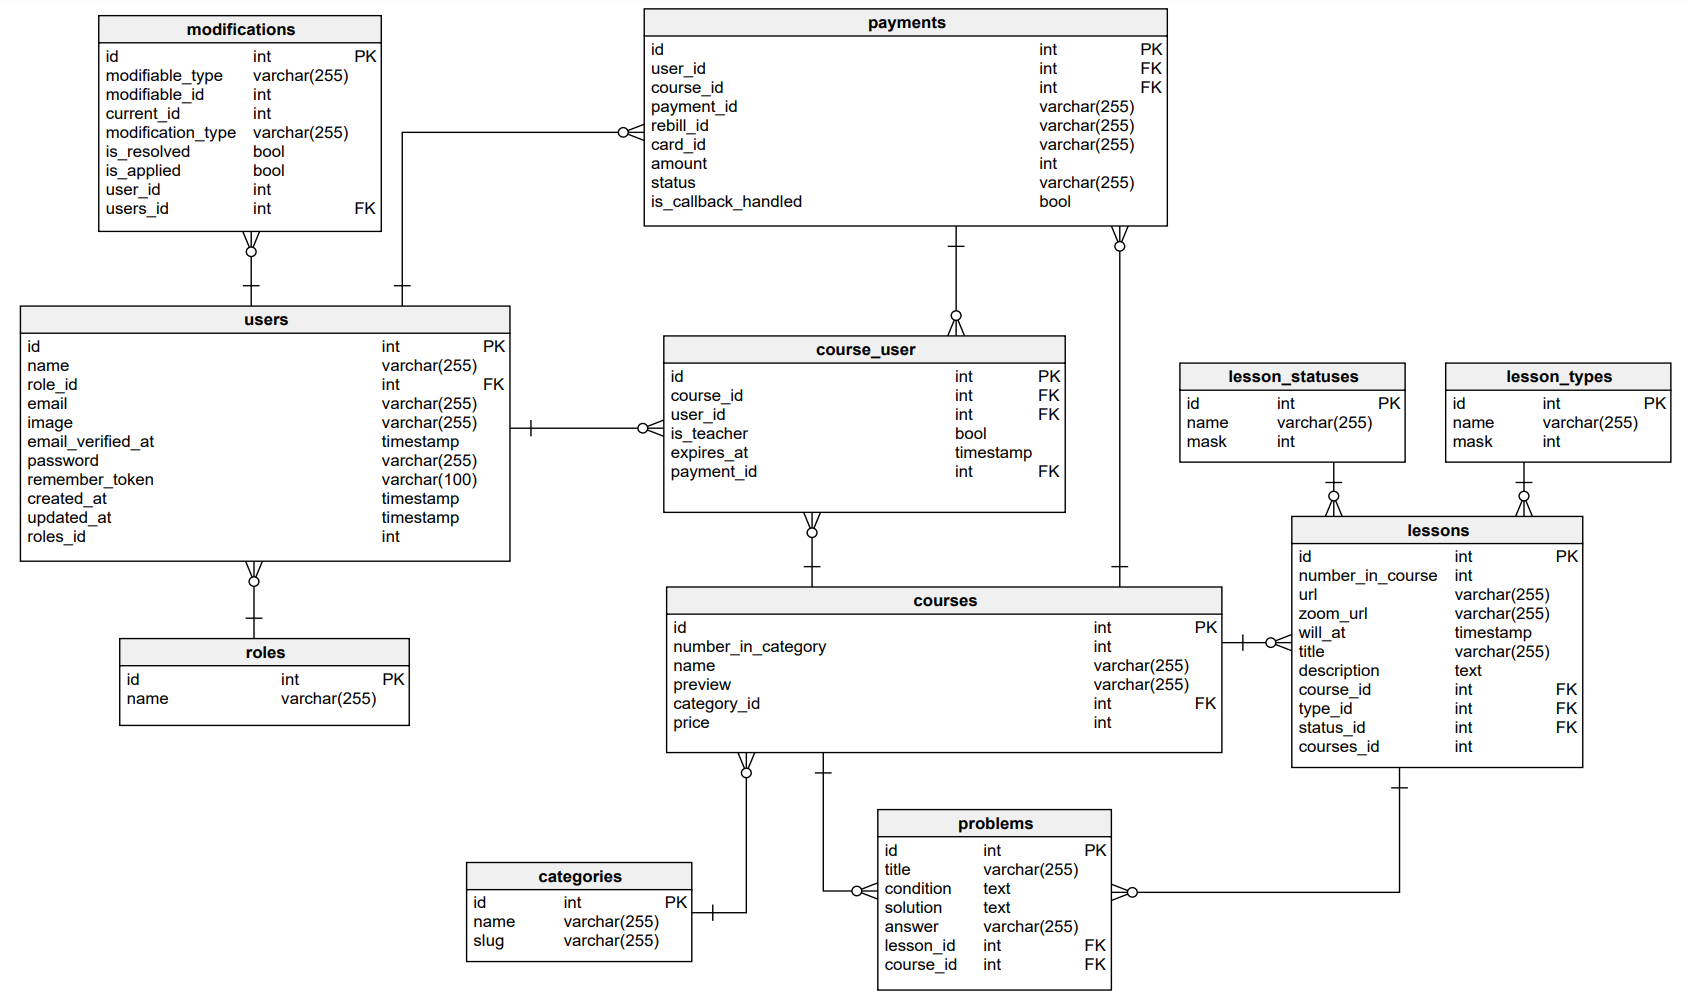 modifications
id int PK
modifiable_type varchar(255)
modifiable_id int
current_id int
modification_type varchar(255)
is_resolved bool
is_applied bool
user_id int
users_id int FK
payments
id int PK
user_id int FK
course_id int FK
payment_id varchar(255)
rebill_id varchar(255)
card_id varchar(255)
amount int
status varchar(255)
is_callback_handled bool
users
id int PK
name varchar(255)
role_id int FK
email varchar(255)
image varchar(255)
email_verified_at timestamp
password varchar(255)
remember_token varchar(100)
created_at timestamp
updated_at timestamp
roles_id int
course_user
id int PK
course_id int FK
user_id int FK
is_teacher bool
expires_at timestamp
payment_id int FK
lesson_statuses
id int PK
name varchar(255)
mask int
lesson_types
id int PK
name varchar(255)
mask int
lessons
id int PK
number_in_course int
url varchar(255)
zoom_url varchar(255)
will_at timestamp
title varchar(255)
description text
course_id int FK
type_id int FK
status_id int FK
courses_id int
courses
id int PK
number_in_category int
name varchar(255)
preview varchar(255)
category_id int FK
price int
roles
id int PK
name varchar(255)
problems
id int PK
title varchar(255)
condition text
solution text
answer varchar(255)
lesson_id int FK
course_id int FK
categories
id int PK
name varchar(255)
slug varchar(255)